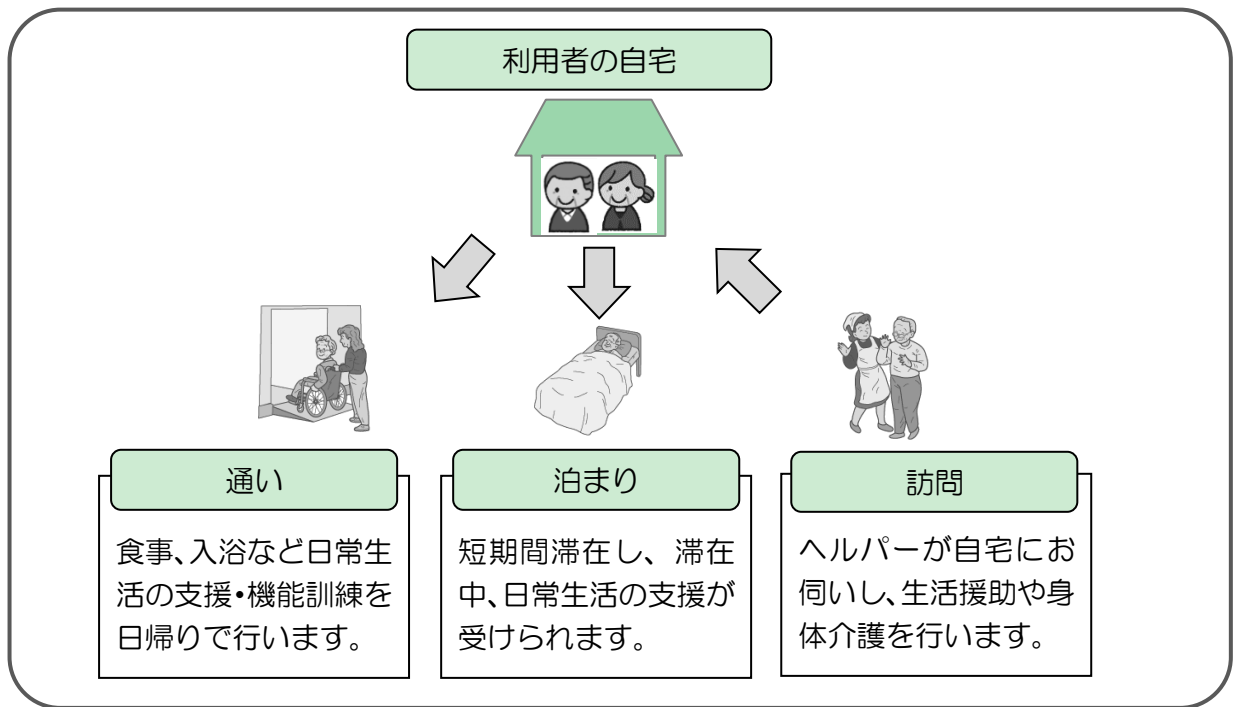 利用者の自宅
通い
食事、入浴など日常生
活の支援・機能訓練を
日帰りで行います。
泊まり
短期間滞在し、滞在
中、日常生活の支援が
受けられます。
訪問
ヘルパーが自宅にお
伺いし、生活援助や身
体介護を行います。